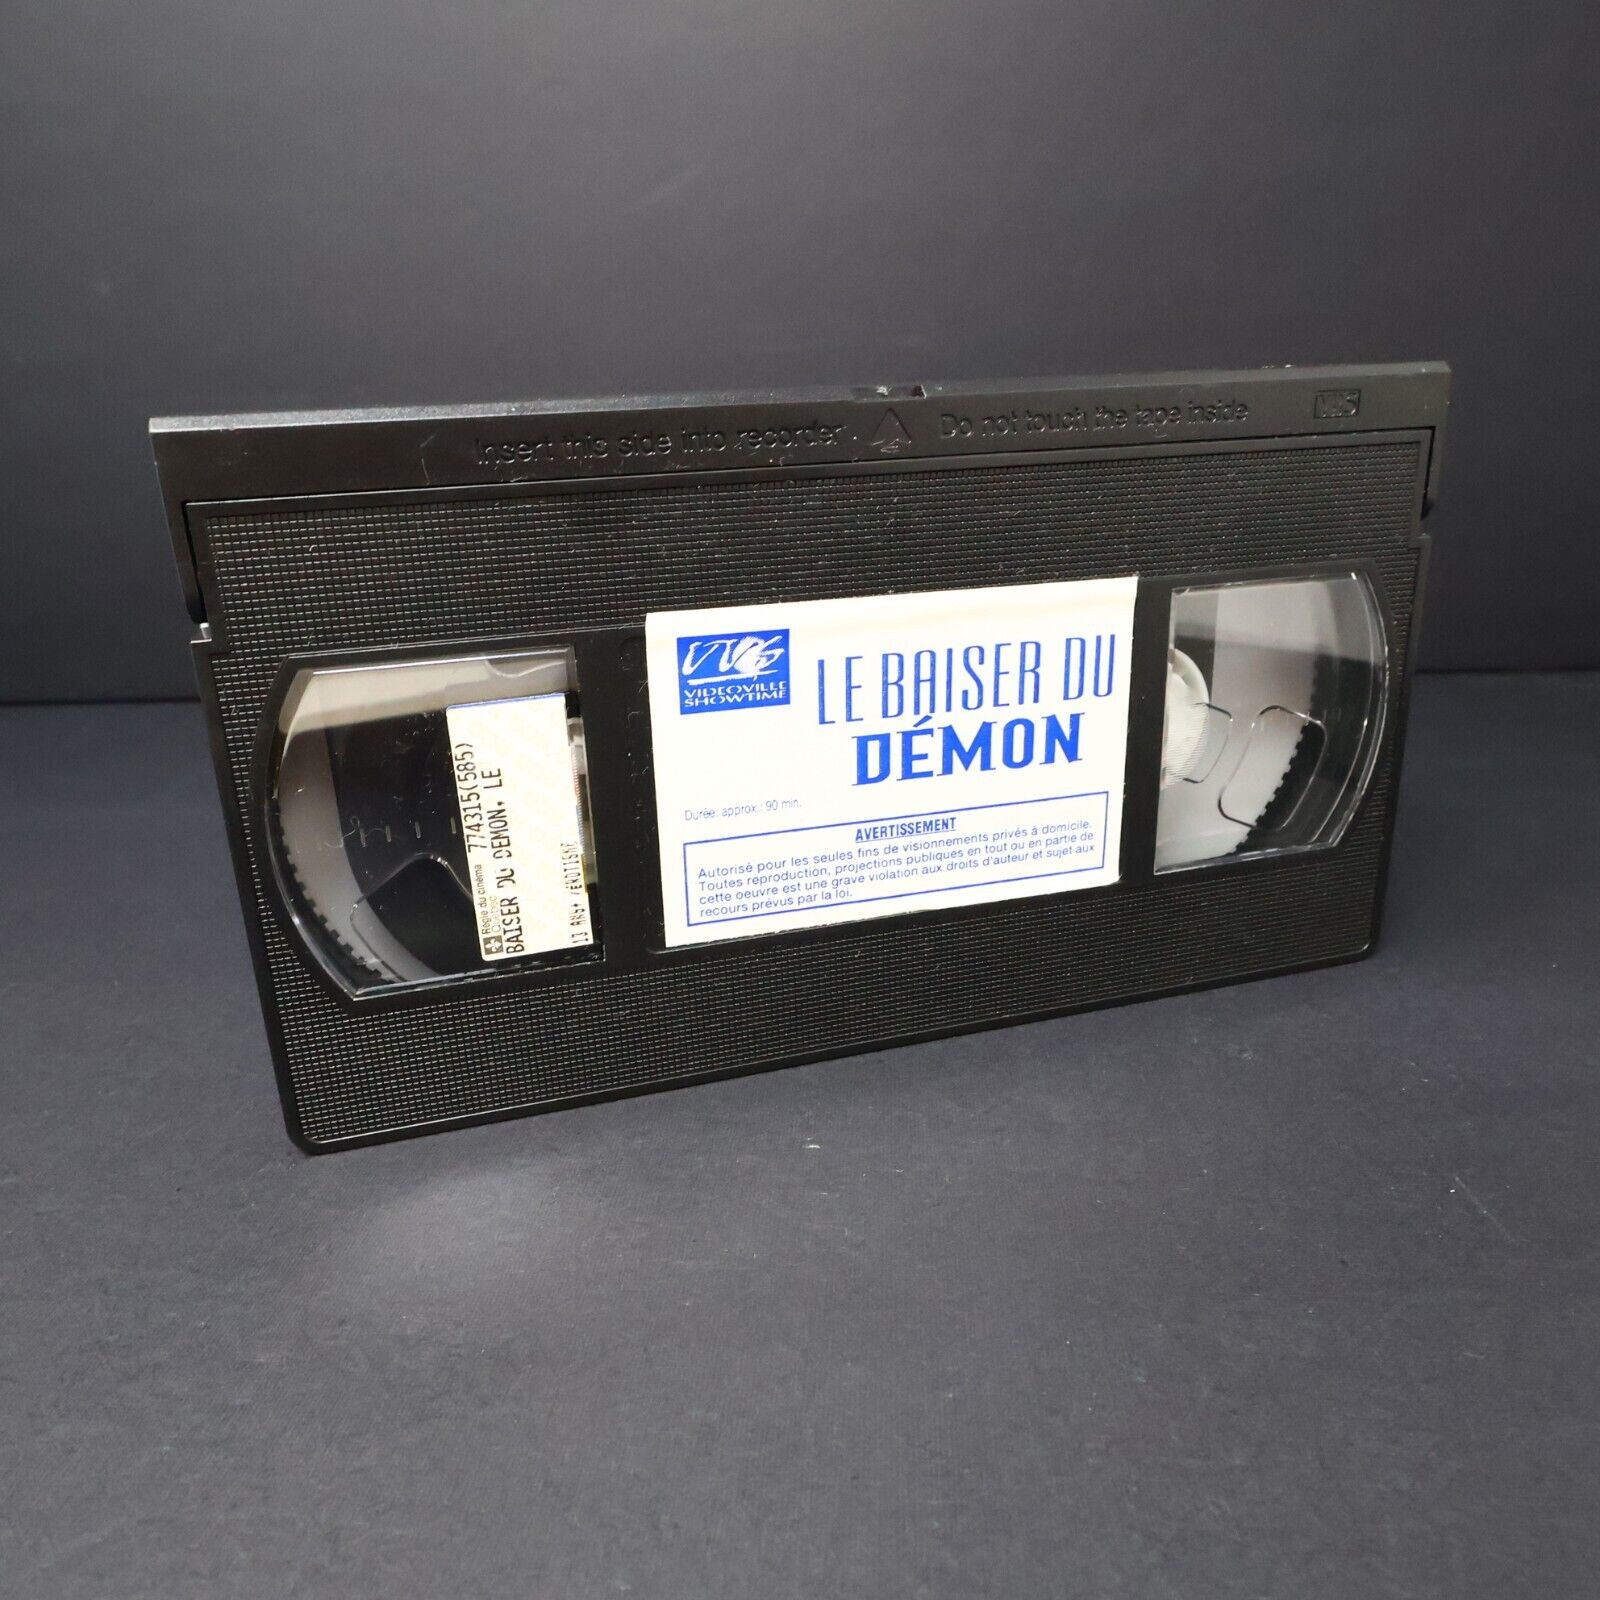 Insert this side into recorder
Do not touch the tape inside
VHS
VVS
VIDEOVILLE
SHOWTIME
LE BAISER DU
DÉMON
Durée: approx.: 90 min.
AVERTISSEMENT
Autorisé pour les seules fins de visionnements privés à domicile.
Toutes reproduction, projections publiques en tout ou en partie de
cette oeuvre est une grave violation aux droits d'auteur et sujet aux
recours prévus par la loi.
Régie du cinéma
Québec
774315(585)
BAISER DU DEMON, LE
13 ANS+